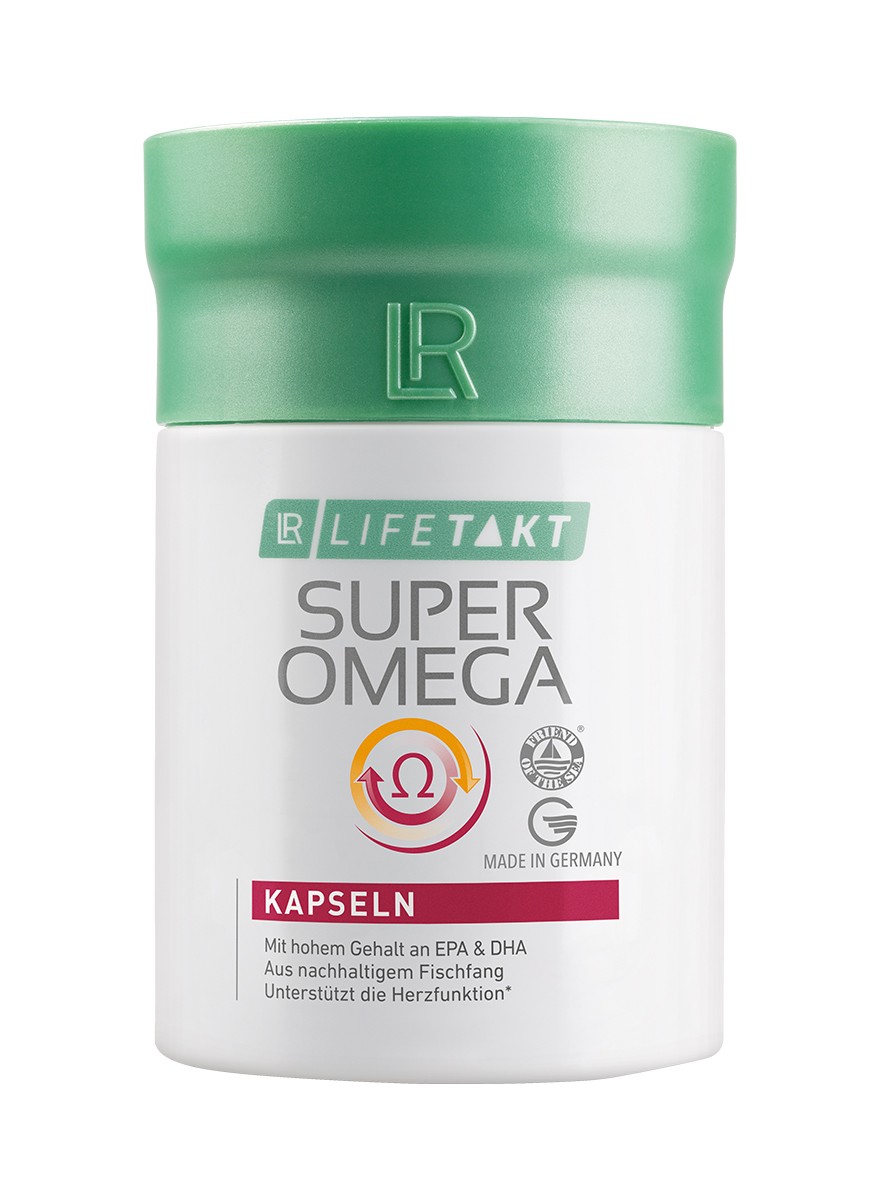 LR
LR LIFETAKT
SUPER
OMEGA
Ω
FRIEND OF THE SEA®
MADE IN GERMANY
KAPSELN
Mit hohem Gehalt an EPA & DHA
Aus nachhaltigem Fischfang
Unterstützt die Herzfunktion*